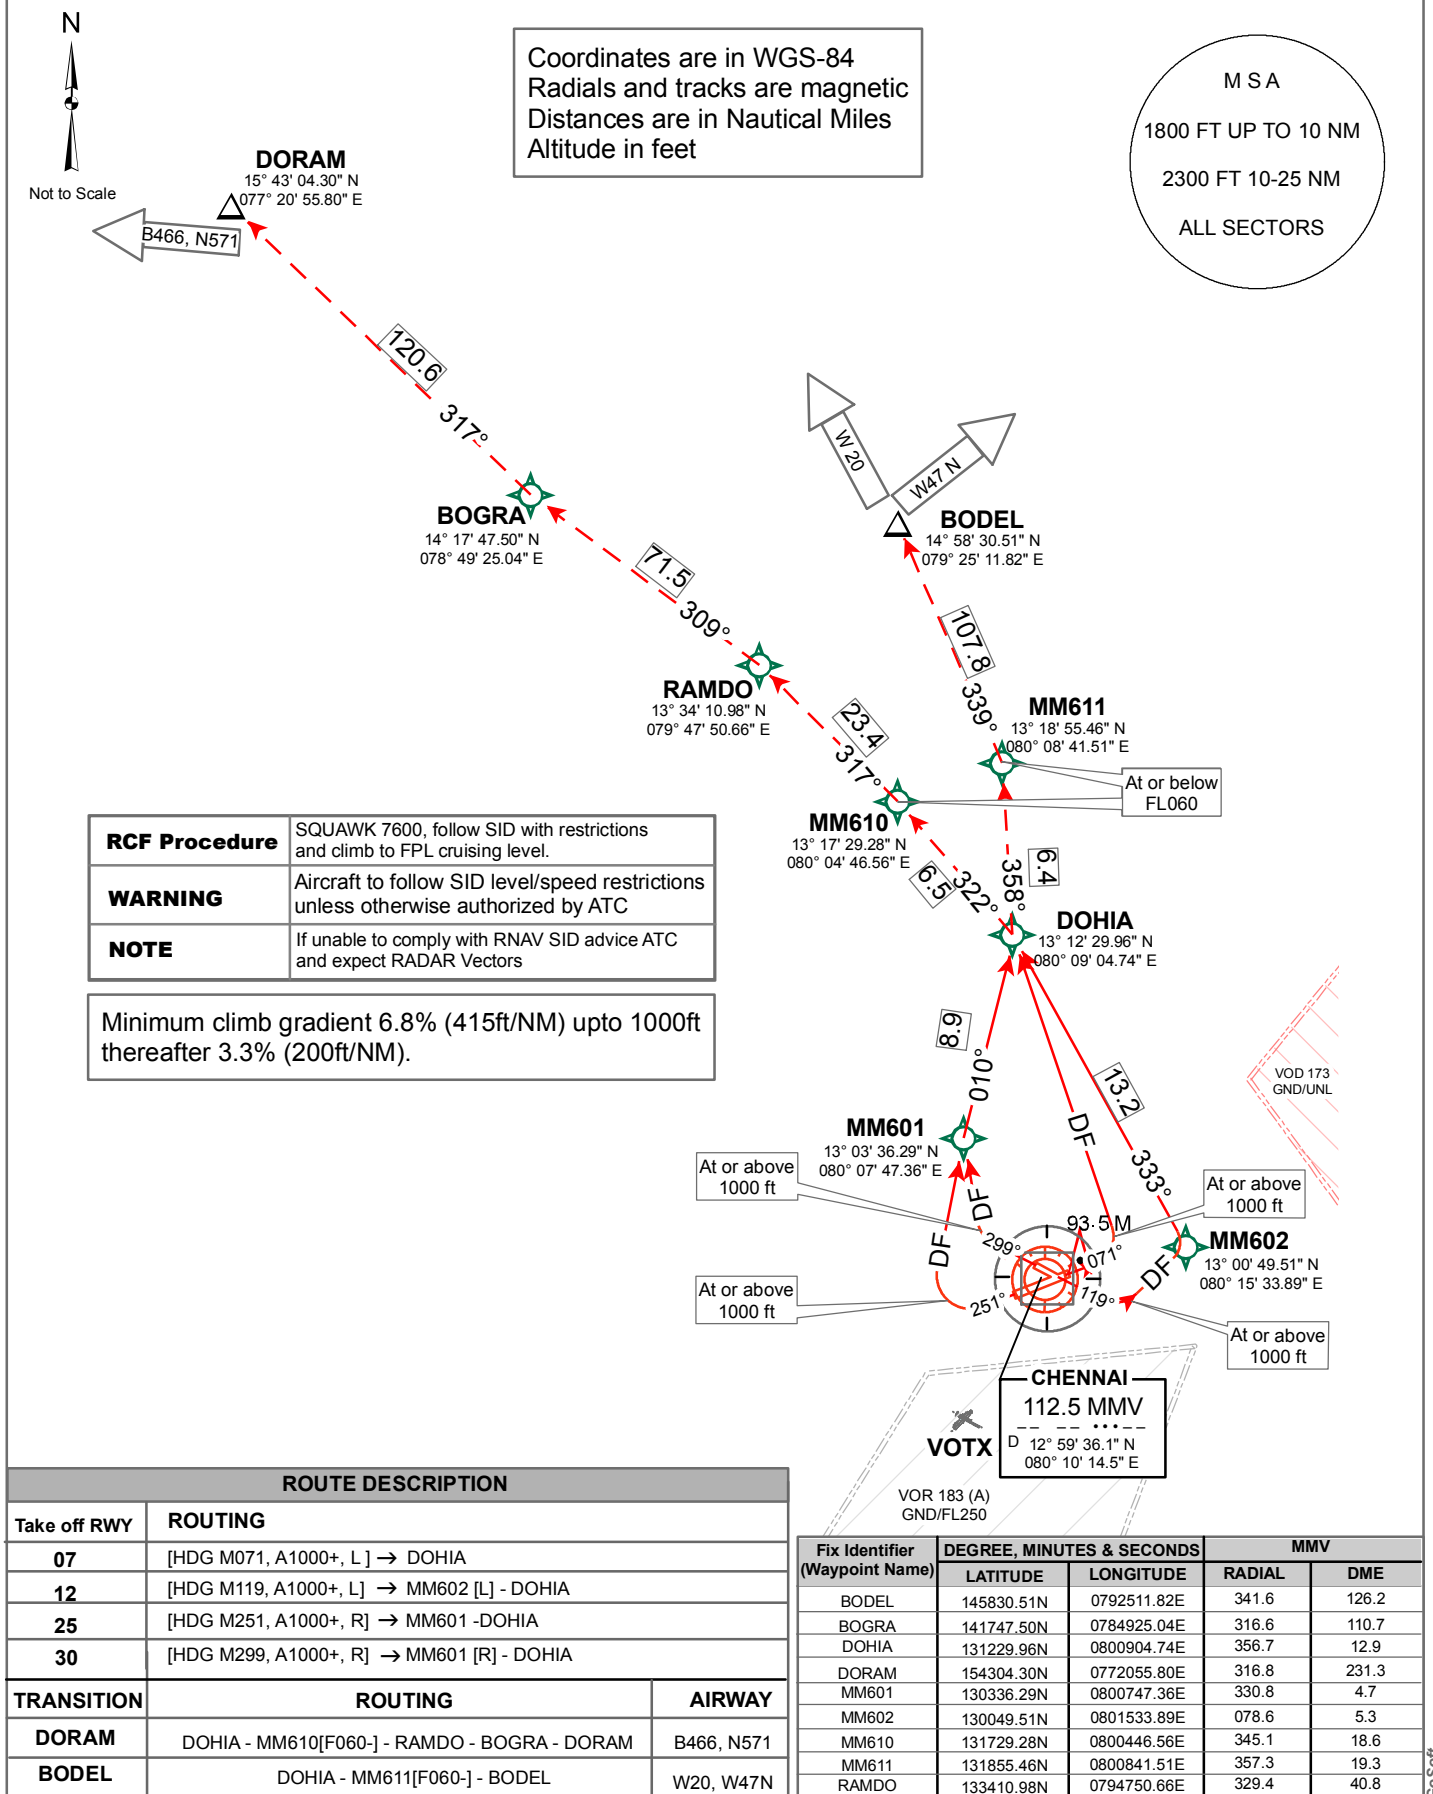 N
Not to Scale
Coordinates are in WGS-84
Radials and tracks are magnetic
Distances are in Nautical Miles
Altitude in feet
M S A
1800 FT UP TO 10 NM
2300 FT 10-25 NM
ALL SECTORS
DORAM
15° 43' 04.30" N
077° 20' 55.80" E
B466, N571
120.6
317°
BOGRA
14° 17' 47.50" N
078° 49' 25.04" E
71.5
309°
W 20
W47 N
BODEL
14° 58' 30.51" N
079° 25' 11.82" E
107.8
339°
RAMDO
13° 34' 10.98" N
079° 47' 50.66" E
23.4
317°
MM611
13° 18' 55.46" N
080° 08' 41.51" E
At or below
FL060
MM610
13° 17' 29.28" N
080° 04' 46.56" E
6.5
322°
6.4
358°
DOHIA
13° 12' 29.96" N
080° 09' 04.74" E
RCF Procedure
SQUAWK 7600, follow SID with restrictions
and climb to FPL cruising level.
WARNING
Aircraft to follow SID level/speed restrictions
unless otherwise authorized by ATC
NOTE
If unable to comply with RNAV SID advice ATC
and expect RADAR Vectors
Minimum climb gradient 6.8% (415ft/NM) upto 1000ft
thereafter 3.3% (200ft/NM).
8.9
010°
13.2
333°
DF
VOD 173
GND/UNL
MM601
13° 03' 36.29" N
080° 07' 47.36" E
At or above
1000 ft
At or above
1000 ft
DF
DF
299°
93.5 M
071°
At or above
1000 ft
MM602
13° 00' 49.51" N
080° 15' 33.89" E
DF
119°
251°
At or above
1000 ft
At or above
1000 ft
CHENNAI
112.5 MMV
D 12° 59' 36.1" N
080° 10' 14.5" E
VOTX
VOR 183 (A)
GND/FL250
ROUTE DESCRIPTION
Take off RWY ROUTING
07 [HDG M071, A1000+, L ] → DOHIA
12 [HDG M119, A1000+, L] → MM602 [L] - DOHIA
25 [HDG M251, A1000+, R] → MM601 -DOHIA
30 [HDG M299, A1000+, R] → MM601 [R] - DOHIA
TRANSITION ROUTING AIRWAY
DORAM DOHIA - MM610[F060-] - RAMDO - BOGRA - DORAM B466, N571
BODEL DOHIA - MM611[F060-] - BODEL W20, W47N
Fix Identifier DEGREE, MINUTES & SECONDS MMV
(Waypoint Name) LATITUDE LONGITUDE RADIAL DME
BODEL 145830.51N 0792511.82E 341.6 126.2
BOGRA 141747.50N 0784925.04E 316.6 110.7
DOHIA 131229.96N 0800904.74E 356.7 12.9
DORAM 154304.30N 0772055.80E 316.8 231.3
MM601 130336.29N 0800747.36E 330.8 4.7
MM602 130049.51N 0801533.89E 078.6 5.3
MM610 131729.28N 0800446.56E 345.1 18.6
MM611 131855.46N 0800841.51E 357.3 19.3
RAMDO 133410.98N 0794750.66E 329.4 40.8